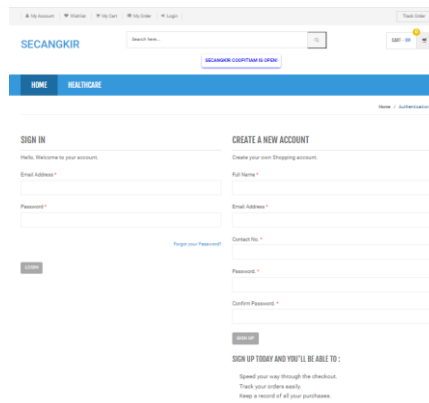 My Account Wishlist My Cart My Order Login Track Order
SECANGKIR Search here... CART - 0
SECANGKIR COSPITIAM IS OPEN!
HOME HEALTHCARE
Home / Authentication
SIGN IN
Hello, Welcome to your account.
Email Address *
Password *
Forgot your Password?
LOGIN
CREATE A NEW ACCOUNT
Create your own Shopping account.
Full Name *
Email Address *
Contact No. *
Password. *
Confirm Password. *
SIGN UP
SIGN UP TODAY AND YOU"LL BE ABLE TO :
Speed your way through the checkout.
Track your orders easily.
Keep a record of all your purchases.